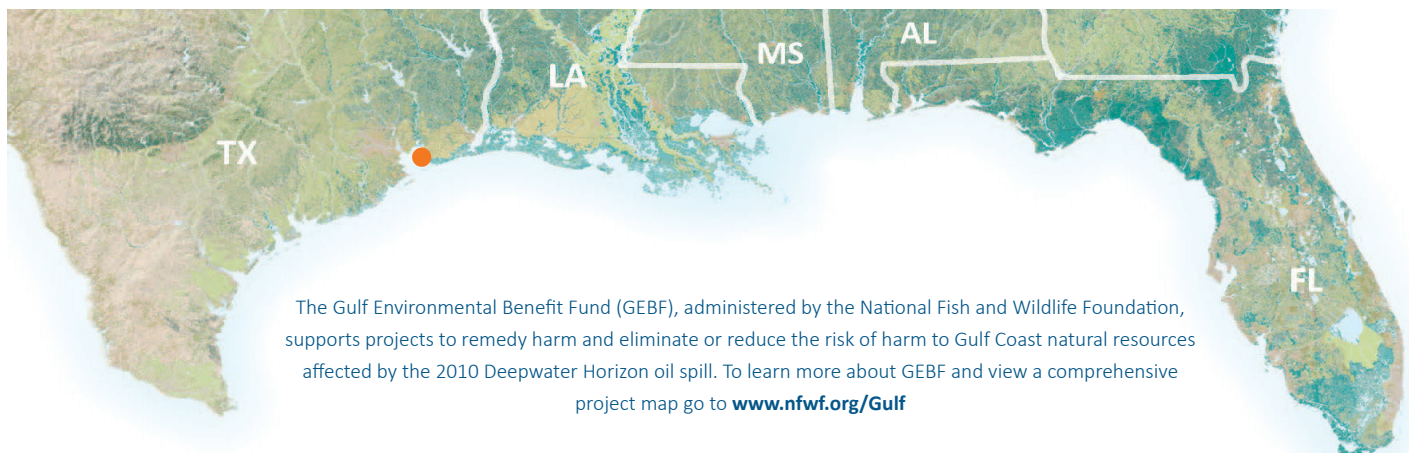 AL
MS
LA
TX
FL
The Gulf Environmental Benefit Fund (GEBF), administered by the National Fish and Wildlife Foundation,
supports projects to remedy harm and eliminate or reduce the risk of harm to Gulf Coast natural resources
affected by the 2010 Deepwater Horizon oil spill. To learn more about GEBF and view a comprehensive
project map go to www.nfwf.org/Gulf